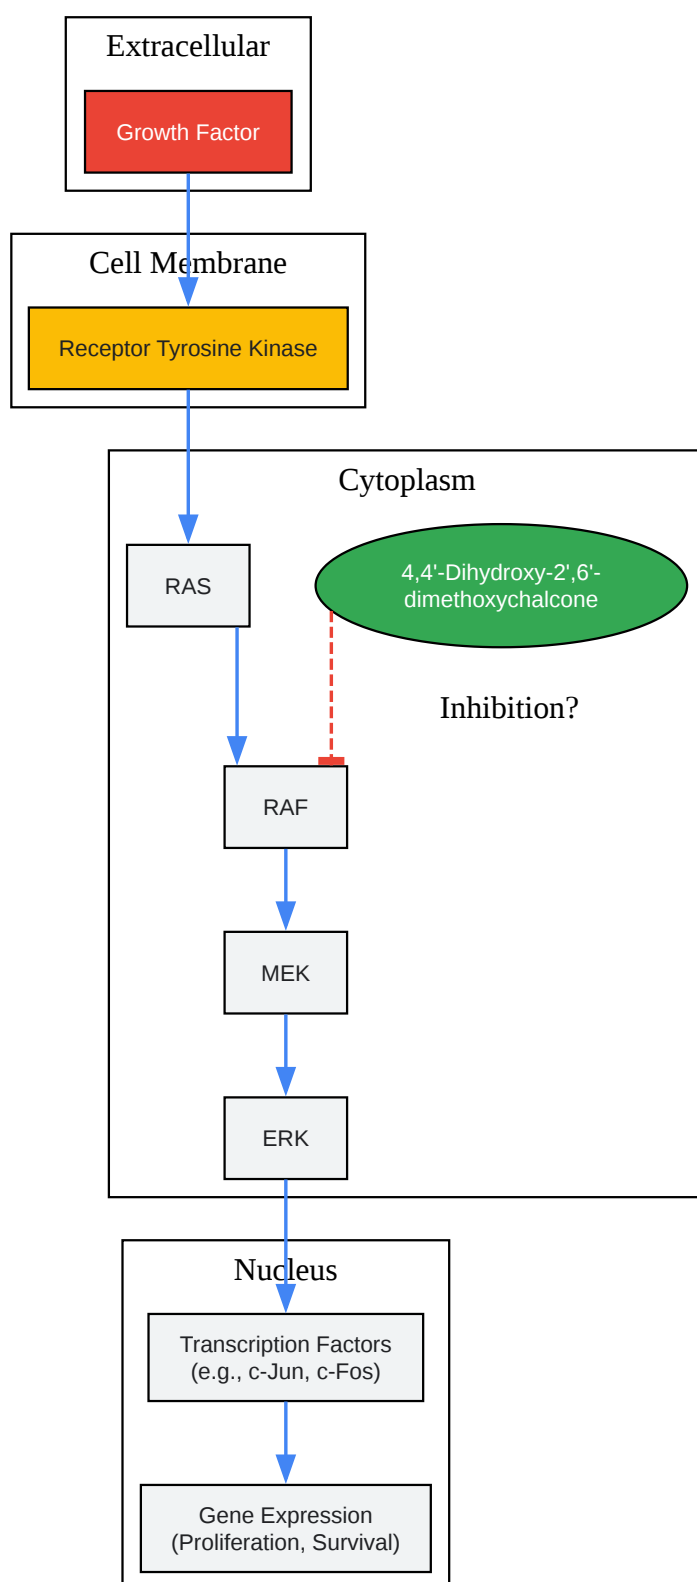 Extracellular
Growth Factor
Cell Membrane
Receptor Tyrosine Kinase
Cytoplasm
RAS
4,4'-Dihydroxy-2',6'-
dimethoxychalcone
Inhibition?
RAF
MEK
ERK
Nucleus
Transcription Factors
(e.g., c-Jun, c-Fos)
Gene Expression
(Proliferation, Survival)